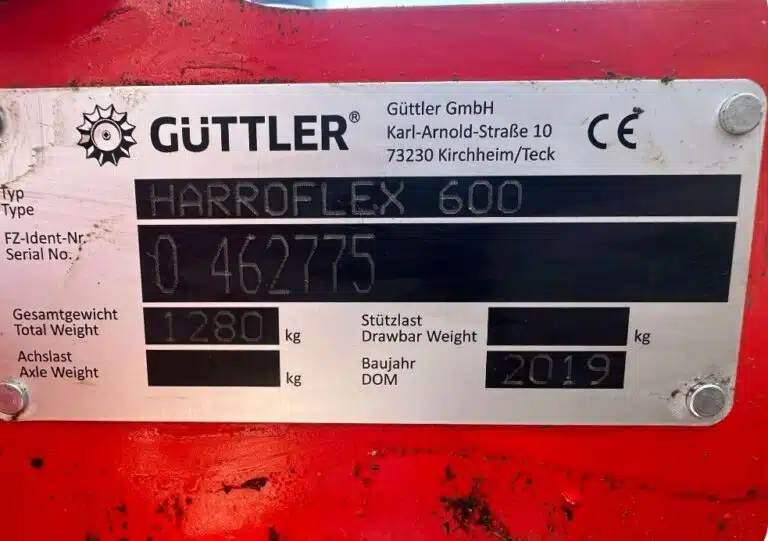 GÜTTLER®
Güttler GmbH
Karl-Arnold-Straße 10
73230 Kirchheim/Teck
CE
Typ
Type
HARROFLEX 600
FZ-Ident-Nr.
Serial No.
0 462775
Gesamtgewicht
Total Weight
1280 kg
Stützlast
Drawbar Weight
kg
Achslast
Axle Weight
kg
Baujahr
DOM
2019